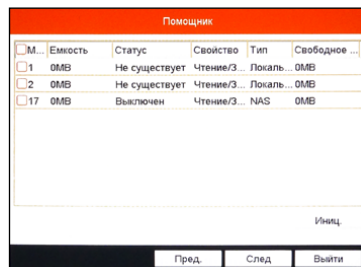 Помощник
М... Емкость Статус Свойство Тип Свободное ...
1 0MB Не существует Чтение/З... Локаль... 0MB
2 0MB Не существует Чтение/З... Локаль... 0MB
17 0MB Выключен Чтение/З... NAS 0MB
Иниц.
Пред. След Выйти